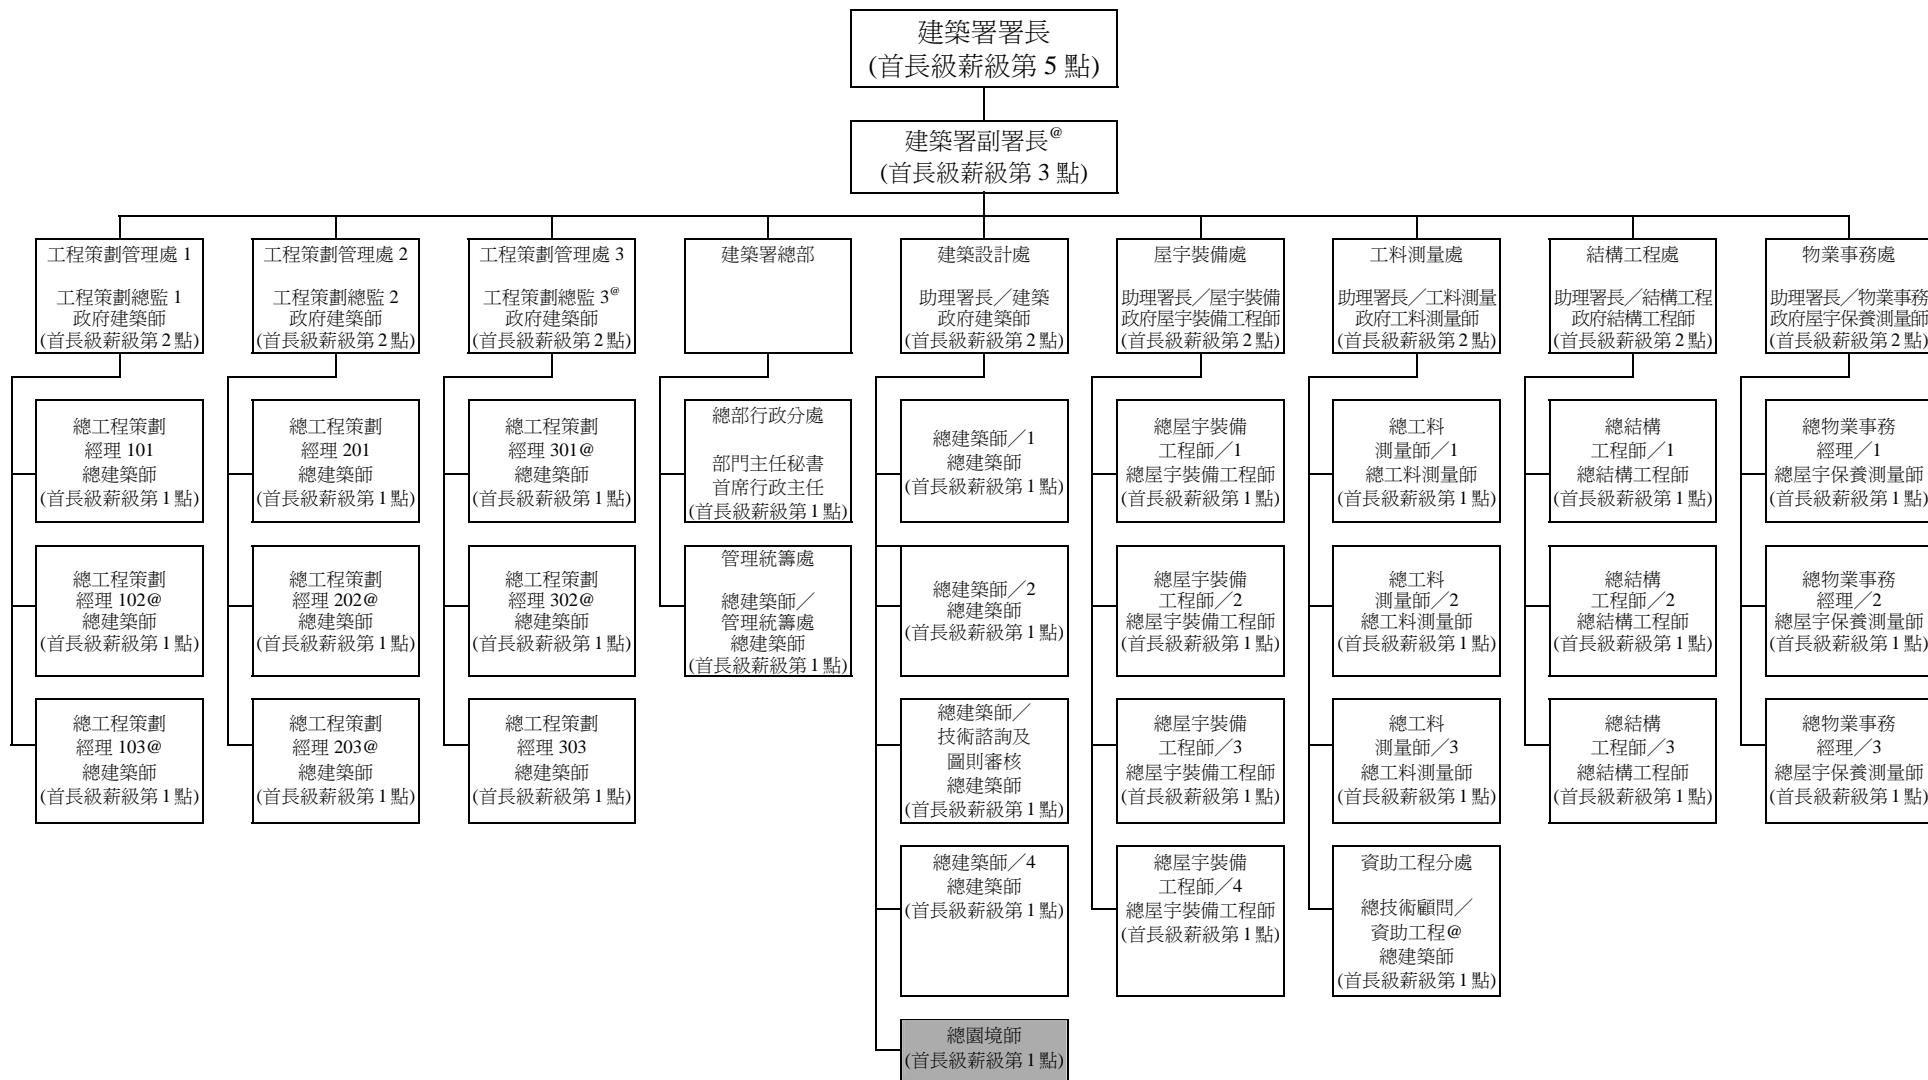 建築署署長
(首長級薪級第 5 點)
建築署副署長@
(首長級薪級第 3 點)
工程策劃管理處 1
工程策劃總監 1
政府建築師
(首長級薪級第 2 點)
工程策劃管理處 2
工程策劃總監 2
政府建築師
(首長級薪級第 2 點)
工程策劃管理處 3
工程策劃總監 3@
政府建築師
(首長級薪級第 2 點)
建築署總部
建築設計處
助理署長／建築
政府建築師
(首長級薪級第 2 點)
屋宇裝備處
助理署長／屋宇裝備
政府屋宇裝備工程師
(首長級薪級第 2 點)
工料測量處
助理署長／工料測量
政府工料測量師
(首長級薪級第 2 點)
結構工程處
助理署長／結構工程
政府結構工程師
(首長級薪級第 2 點)
物業事務處
助理署長／物業事務
政府屋宇保養測量師
(首長級薪級第 2 點)
總工程策劃
經理 101
總建築師
(首長級薪級第 1 點)
總工程策劃
經理 201
總建築師
(首長級薪級第 1 點)
總工程策劃
經理 301@
總建築師
(首長級薪級第 1 點)
總部行政分處
部門主任秘書
首席行政主任
(首長級薪級第 1 點)
總建築師／1
總建築師
(首長級薪級第 1 點)
總屋宇裝備
工程師／1
總屋宇裝備工程師
(首長級薪級第 1 點)
總工料
測量師／1
總工料測量師
(首長級薪級第 1 點)
總結構
工程師／1
總結構工程師
(首長級薪級第 1 點)
總物業事務
經理／1
總屋宇保養測量師
(首長級薪級第 1 點)
總工程策劃
經理 102@
總建築師
(首長級薪級第 1 點)
總工程策劃
經理 202@
總建築師
(首長級薪級第 1 點)
總工程策劃
經理 302@
總建築師
(首長級薪級第 1 點)
管理統籌處
總建築師／
管理統籌處
總建築師
(首長級薪級第 1 點)
總建築師／2
總建築師
(首長級薪級第 1 點)
總屋宇裝備
工程師／2
總屋宇裝備工程師
(首長級薪級第 1 點)
總工料
測量師／2
總工料測量師
(首長級薪級第 1 點)
總結構
工程師／2
總結構工程師
(首長級薪級第 1 點)
總物業事務
經理／2
總屋宇保養測量師
(首長級薪級第 1 點)
總工程策劃
經理 103@
總建築師
(首長級薪級第 1 點)
總工程策劃
經理 203@
總建築師
(首長級薪級第 1 點)
總工程策劃
經理 303
總建築師
(首長級薪級第 1 點)
總建築師／
技術諮詢及
圖則審核
總建築師
(首長級薪級第 1 點)
總屋宇裝備
工程師／3
總屋宇裝備工程師
(首長級薪級第 1 點)
總工料
測量師／3
總工料測量師
(首長級薪級第 1 點)
總結構
工程師／3
總結構工程師
(首長級薪級第 1 點)
總物業事務
經理／3
總屋宇保養測量師
(首長級薪級第 1 點)
總建築師／4
總建築師
(首長級薪級第 1 點)
總屋宇裝備
工程師／4
總屋宇裝備工程師
(首長級薪級第 1 點)
資助工程分處
總技術顧問／
資助工程@
總建築師
(首長級薪級第 1 點)
總園境師
(首長級薪級第 1 點)